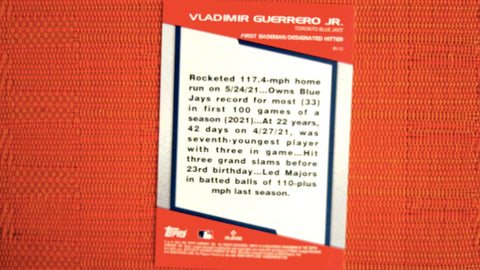 VLADIMIR GUERRERO JR.
TORONTO BLUE JAYS®
FIRST BASEMAN/DESIGNATED HITTER
Rocketed 117.4-mph home
run on 5/24/21...Owns Blue
Jays record for most (33)
in first 100 games of a
season (2021)...At 22 years,
42 days on 4/27/21, was
seventh-youngest player
with three in game...Hit
three grand slams before
23rd birthday...Led Majors
in batted balls of 110-plus
mph last season.
Topps